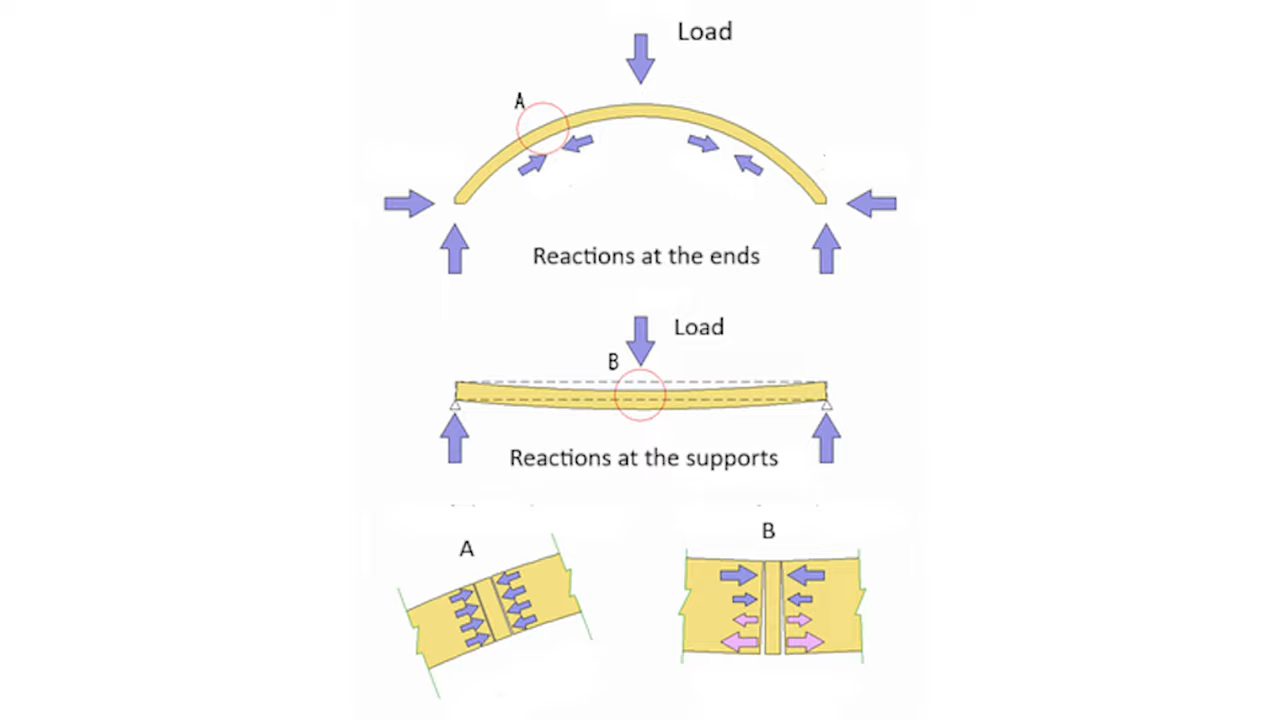 Load
A
Reactions at the ends
Load
B
Reactions at the supports
A
B